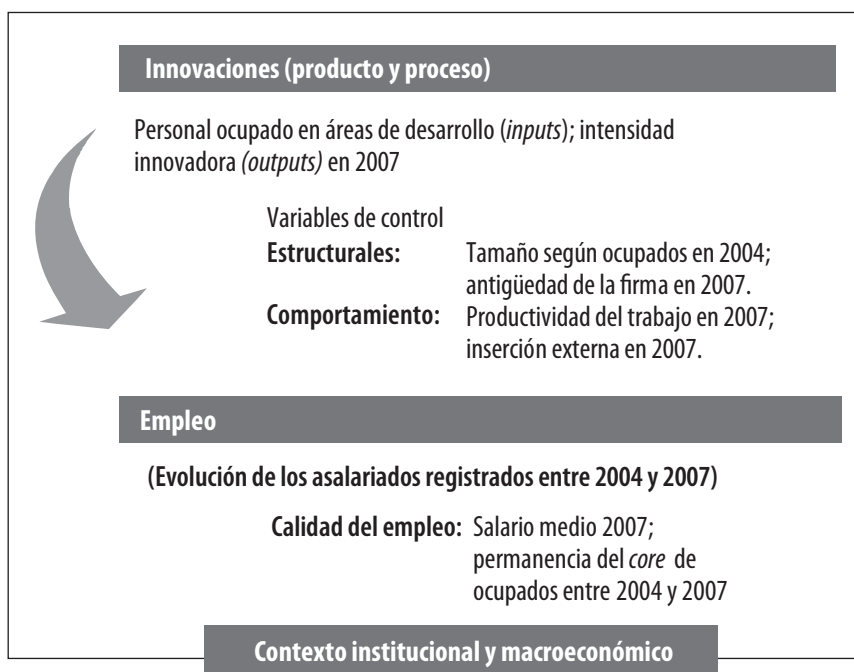 Innovaciones (producto y proceso)
Personal ocupado en áreas de desarrollo (inputs); intensidad
innovadora (outputs) en 2007
Variables de control
Estructurales: Tamaño según ocupados en 2004;
antigüedad de la firma en 2007.
Comportamiento: Productividad del trabajo en 2007;
inserción externa en 2007.
Empleo
(Evolución de los asalariados registrados entre 2004 y 2007)
Calidad del empleo: Salario medio 2007;
permanencia del core de
ocupados entre 2004 y 2007
Contexto institucional y macroeconómico